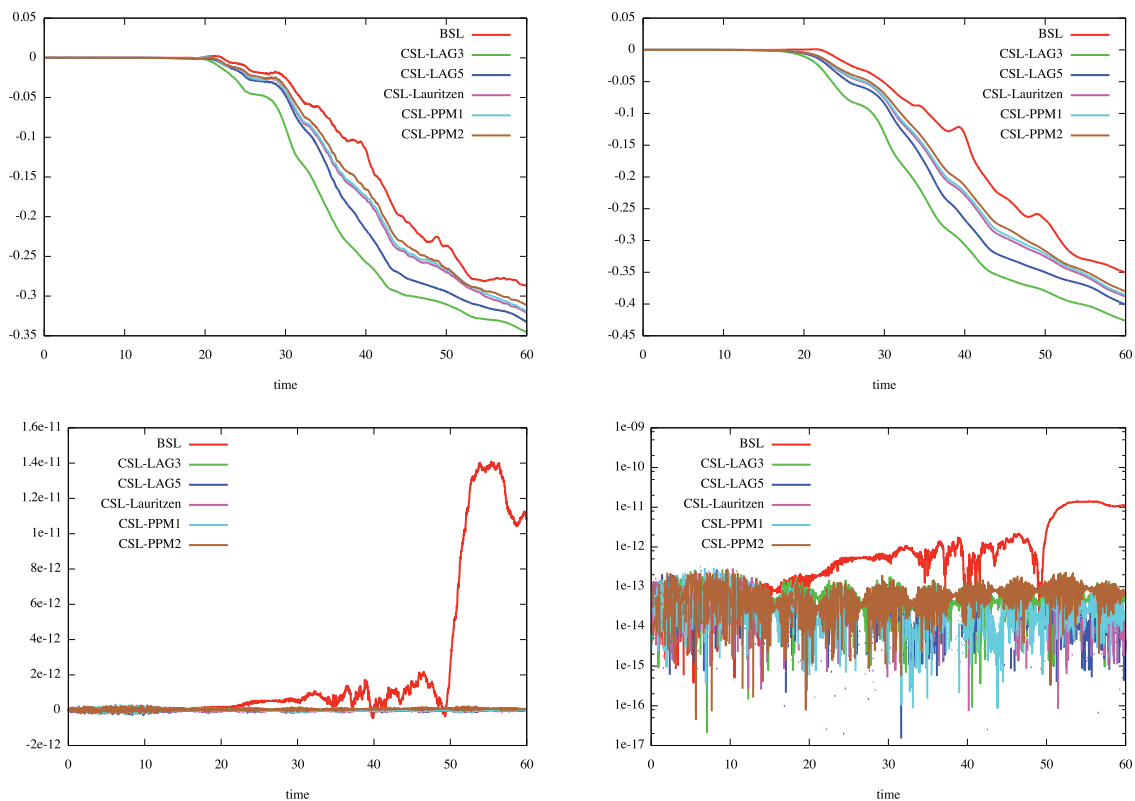 0.05
0
-0.05
-0.1
-0.15
-0.2
-0.25
-0.3
-0.35
0 10 20 30 40 50 60
time
BSL
CSL-LAG3
CSL-LAG5
CSL-Lauritzen
CSL-PPM1
CSL-PPM2
0.05
0
-0.05
-0.1
-0.15
-0.2
-0.25
-0.3
-0.35
-0.4
-0.45
0 10 20 30 40 50 60
time
BSL
CSL-LAG3
CSL-LAG5
CSL-Lauritzen
CSL-PPM1
CSL-PPM2
1.6e-11
1.4e-11
1.2e-11
1e-11
8e-12
6e-12
4e-12
2e-12
0
-2e-12
0 10 20 30 40 50 60
time
BSL
CSL-LAG3
CSL-LAG5
CSL-Lauritzen
CSL-PPM1
CSL-PPM2
1e-09
1e-10
1e-11
1e-12
1e-13
1e-14
1e-15
1e-16
1e-17
0 10 20 30 40 50 60
time
BSL
CSL-LAG3
CSL-LAG5
CSL-Lauritzen
CSL-PPM1
CSL-PPM2